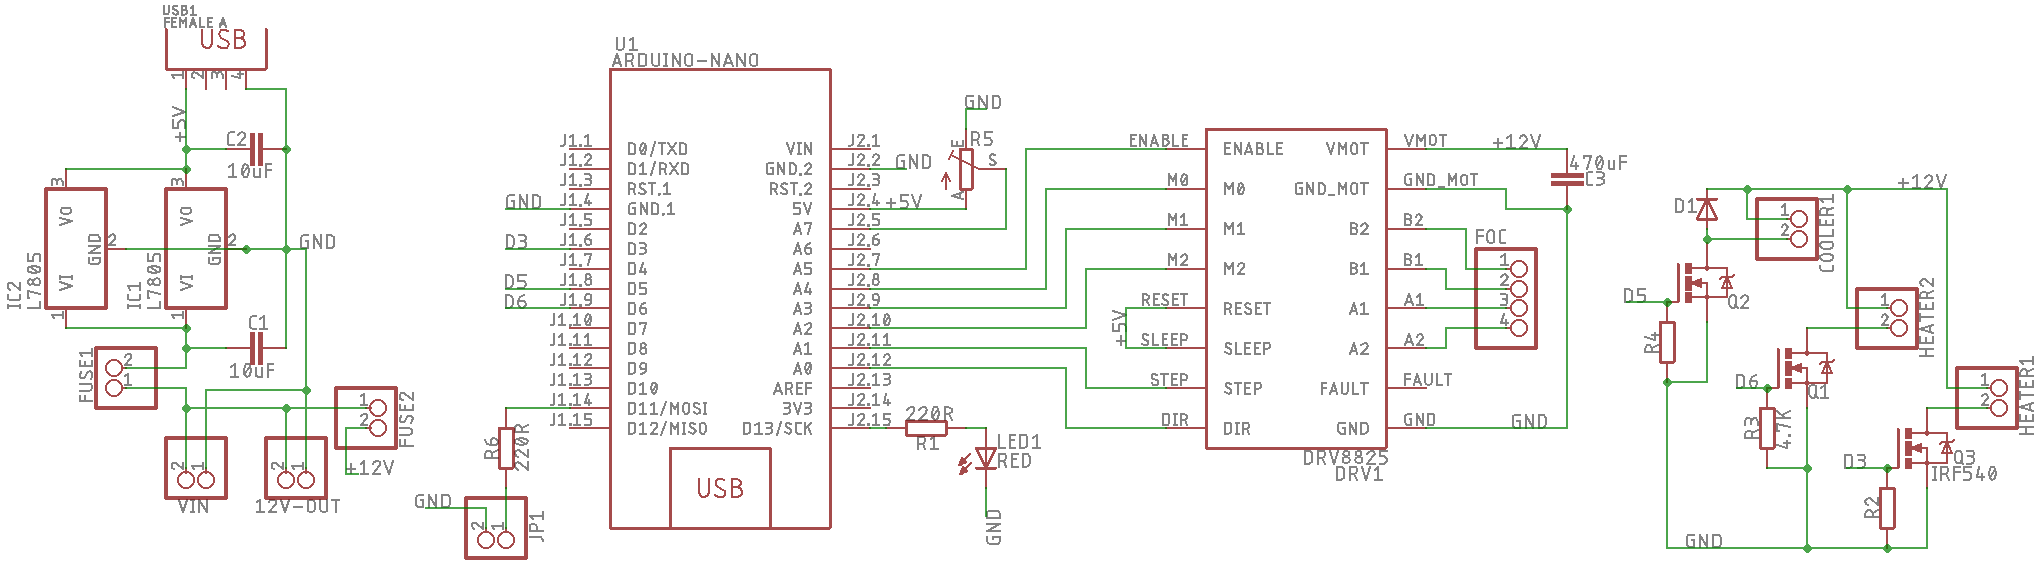 USB1
FEMALE A
USB
1
2
3
4
+5V
C2
10uF
3
VO
GND
2
VI
1
IC2
L7805
3
VO
GND
2
VI
1
IC1
L7805
GND
C1
10uF
FUSE1
2
1
FUSE2
1
2
+12V
2
1
VIN
2
1
12V-OUT
U1
ARDUINO-NANO
J1.1
D0/TXD
J1.2
D1/RXD
J1.3
RST.1
GND
J1.4
GND.1
J1.5
D2
D3
J1.6
D3
J1.7
D4
D5
J1.8
D5
D6
J1.9
D6
J1.10
D7
J1.11
D8
J1.12
D9
J1.13
D10
J1.14
D11/MOSI
J1.15
D12/MISO
VIN
J2.1
GND.2
J2.2
GND
RST.2
J2.3
5V
J2.4
+5V
A7
J2.5
A6
J2.6
A5
J2.7
A4
J2.8
A3
J2.9
A2
J2.10
A1
J2.11
A0
J2.12
AREF
J2.13
3V3
J2.14
D13/SCK
J2.15
USB
R6
220R
GND
2
1
JP1
GND
R5
E
S
A
220R
R1
LED1
RED
GND
ENABLE
ENABLE
M0
M0
M1
M1
M2
M2
RESET
RESET
+5V
SLEEP
SLEEP
STEP
STEP
DIR
DIR
VMOT
VMOT
+12V
GND_MOT
GND_MOT
B2
B2
B1
B1
A1
A1
A2
A2
FAULT
FAULT
GND
GND
GND
DRV8825
DRV1
470uF
C3
FOC
1
2
3
4
+12V
D1
1
2
COOLER1
D5
Q2
R4
1
2
HEATER2
D6
Q1
R3
4.7K
1
2
HEATER1
D3
Q3
IRF540
R2
GND